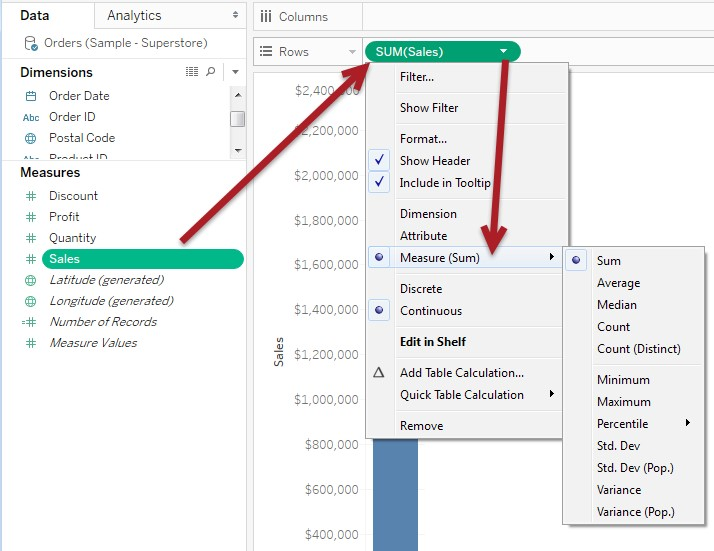 Data
Analytics
Orders (Sample - Superstore)
Dimensions
Order Date
Abc Order ID
Postal Code
Abc Product ID
Measures
Discount
Profit
Quantity
Sales
Latitude (generated)
Longitude (generated)
Number of Records
Measure Values
Columns
Rows
SUM(Sales)
Sales
$2,400,000
$2,200,000
$2,000,000
$1,800,000
$1,600,000
$1,400,000
$1,200,000
$1,000,000
$800,000
$600,000
$400,000
Filter...
Show Filter
Format...
Show Header
Include in Tooltip
Dimension
Attribute
Measure (Sum)
Discrete
Continuous
Edit in Shelf
Add Table Calculation...
Quick Table Calculation
Remove
Sum
Average
Median
Count
Count (Distinct)
Minimum
Maximum
Percentile
Std. Dev
Std. Dev (Pop.)
Variance
Variance (Pop.)